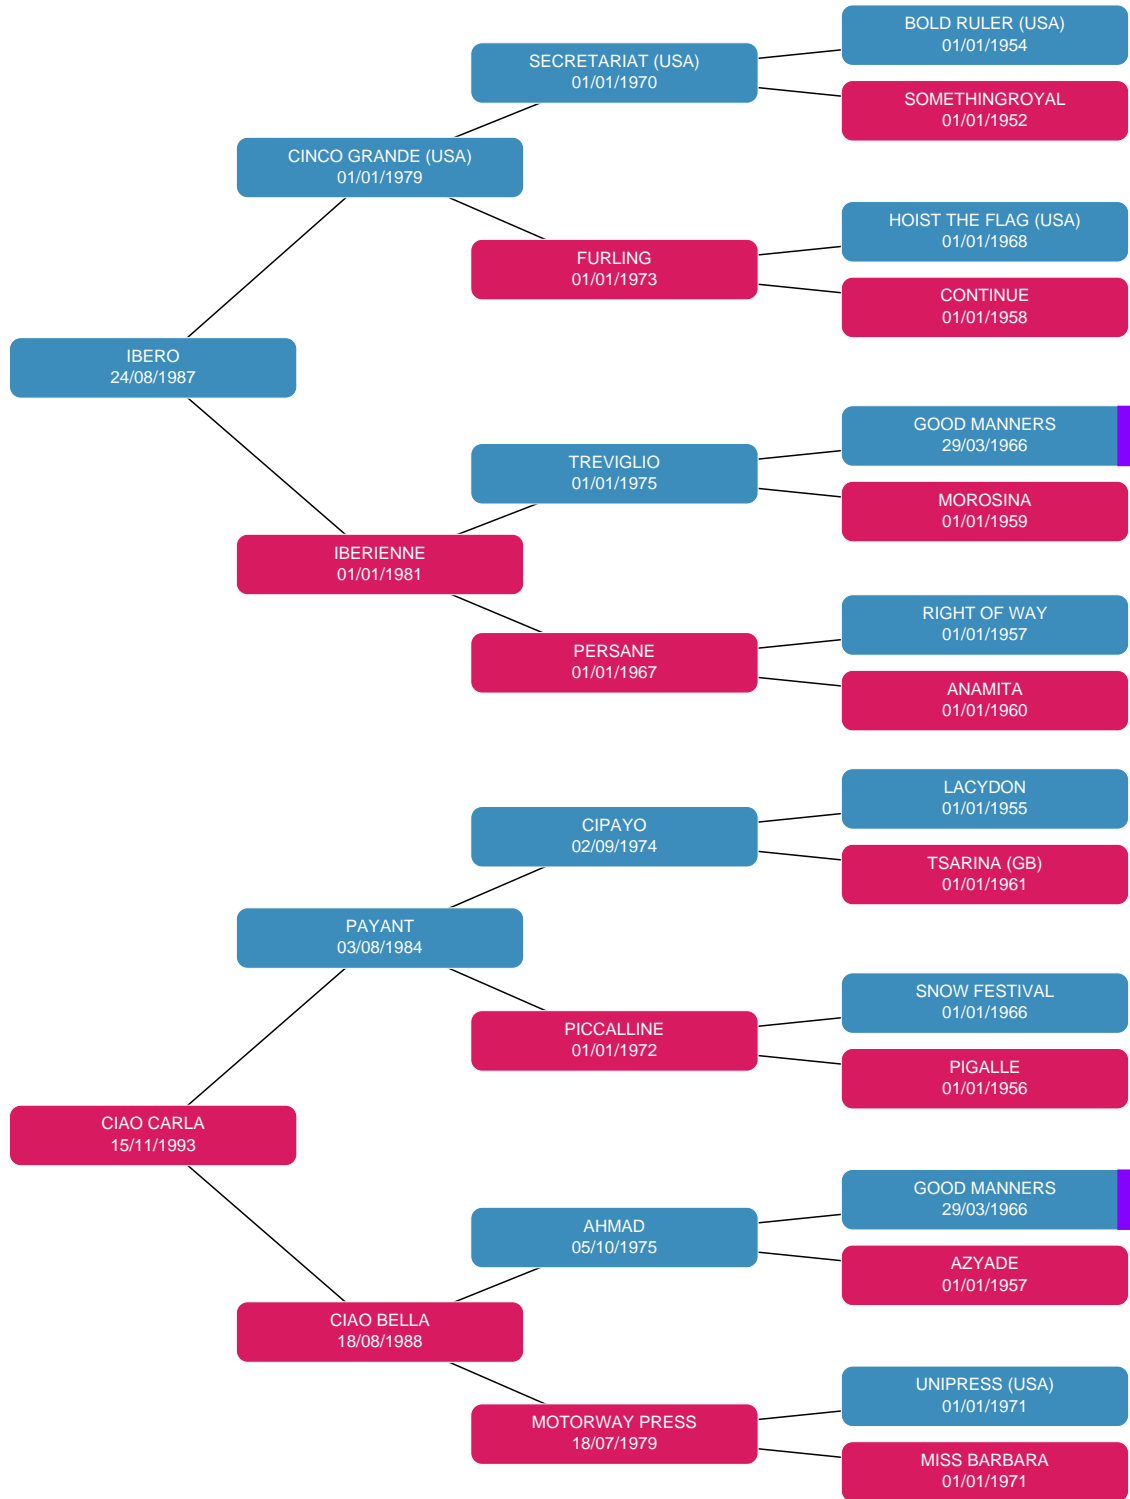 BOLD RULER (USA)
01/01/1954
SECRETARIAT (USA)
01/01/1970
SOMETHINGROYAL
01/01/1952
CINCO GRANDE (USA)
01/01/1979
HOIST THE FLAG (USA)
01/01/1968
FURLING
01/01/1973
CONTINUE
01/01/1958
IBERO
24/08/1987
GOOD MANNERS
29/03/1966
TREVIGLIO
01/01/1975
MOROSINA
01/01/1959
IBERIENNE
01/01/1981
RIGHT OF WAY
01/01/1957
PERSANE
01/01/1967
ANAMITA
01/01/1960
LACYDON
01/01/1955
CIPAYO
02/09/1974
TSARINA (GB)
01/01/1961
PAYANT
03/08/1984
SNOW FESTIVAL
01/01/1966
PICCALLINE
01/01/1972
PIGALLE
01/01/1956
CIAO CARLA
15/11/1993
GOOD MANNERS
29/03/1966
AHMAD
05/10/1975
AZYADE
01/01/1957
CIAO BELLA
18/08/1988
UNIPRESS (USA)
01/01/1971
MOTORWAY PRESS
18/07/1979
MISS BARBARA
01/01/1971